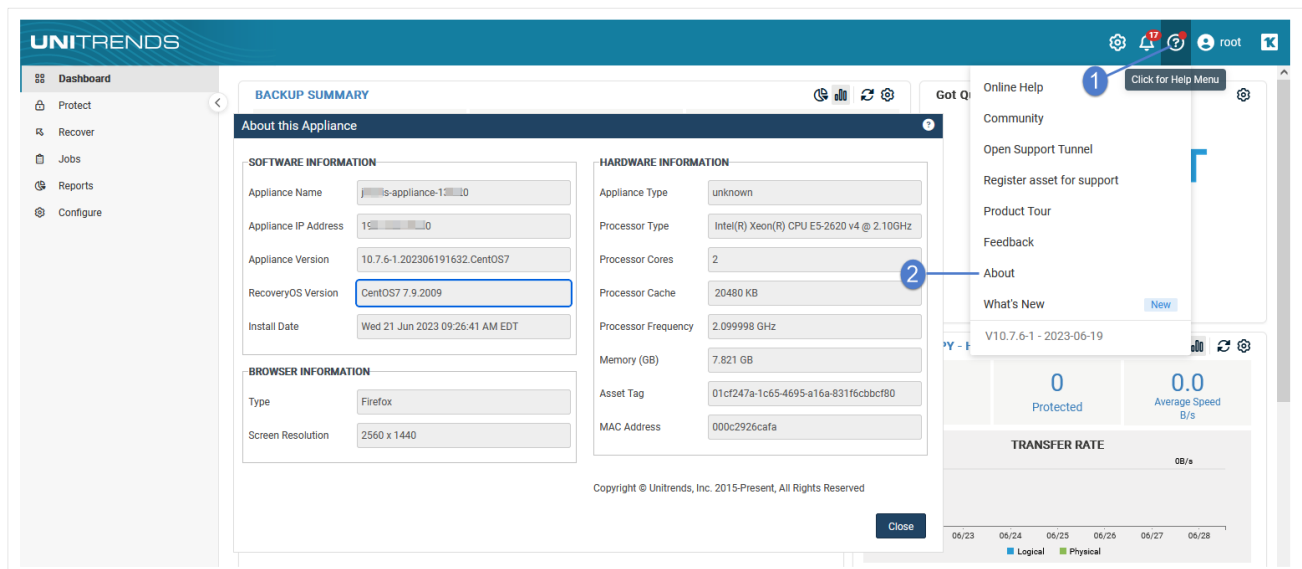 UNITRENDS
17
root
Dashboard
Protect
Recover
Jobs
Reports
Configure
BACKUP SUMMARY
1
Click for Help Menu
Online Help
Community
Open Support Tunnel
Register asset for support
Product Tour
Feedback
2
About
What's New New
V10.7.6-1 - 2023-06-19
About this Appliance
SOFTWARE INFORMATION
Appliance Name
s-appliance-1
Appliance IP Address
Appliance Version 10.7.6-1.202306191632.CentOS7
RecoveryOS Version CentOS7 7.9.2009
Install Date Wed 21 Jun 2023 09:26:41 AM EDT
BROWSER INFORMATION
Type Firefox
Screen Resolution 2560 x 1440
HARDWARE INFORMATION
Appliance Type unknown
Processor Type Intel(R) Xeon(R) CPU E5-2620 v4 @ 2.10GHz
Processor Cores 2
Processor Cache 20480 KB
Processor Frequency 2.099998 GHz
Memory (GB) 7.821 GB
Asset Tag 01cf247a-1c65-4695-a16a-831f6cbbcf80
MAC Address 000c2926cafa
Copyright © Unitrends, Inc. 2015-Present, All Rights Reserved
Close
Got
0
Protected
0.0
Average Speed
B/s
TRANSFER RATE
0B/s
06/23 06/24 06/25 06/26 06/27 06/28
Logical Physical